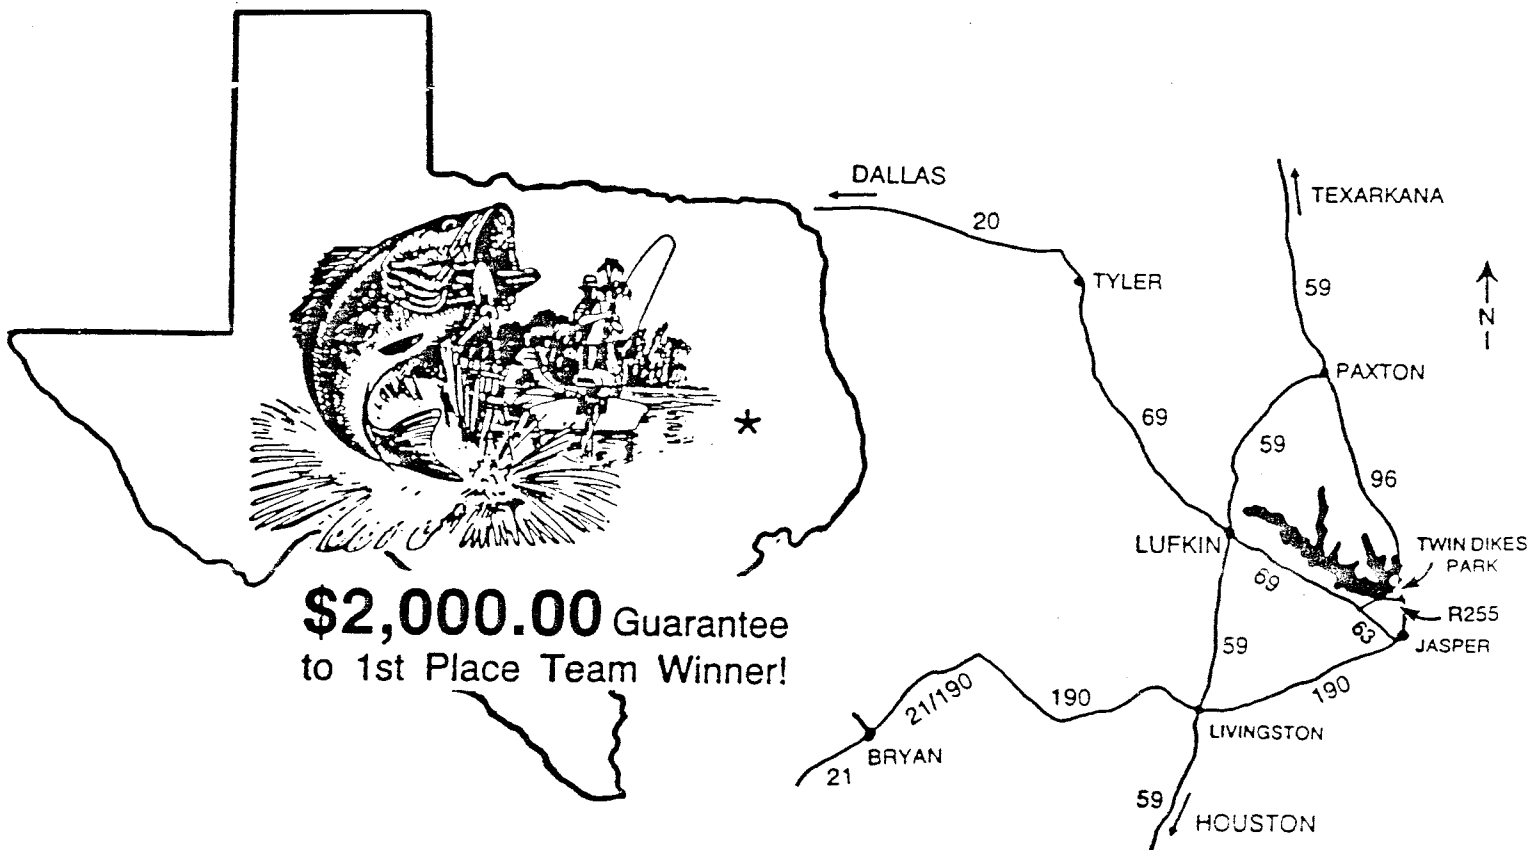 DALLAS
20
TYLER
TEXARKANA
59
N
PAXTON
69
59
96
LUFKIN
TWIN DIKES
PARK
69
R255
63
JASPER
59
190
$2,000.00 Guarantee
to 1st Place Team Winner!
21/190
190
LIVINGSTON
BRYAN
21
59
HOUSTON